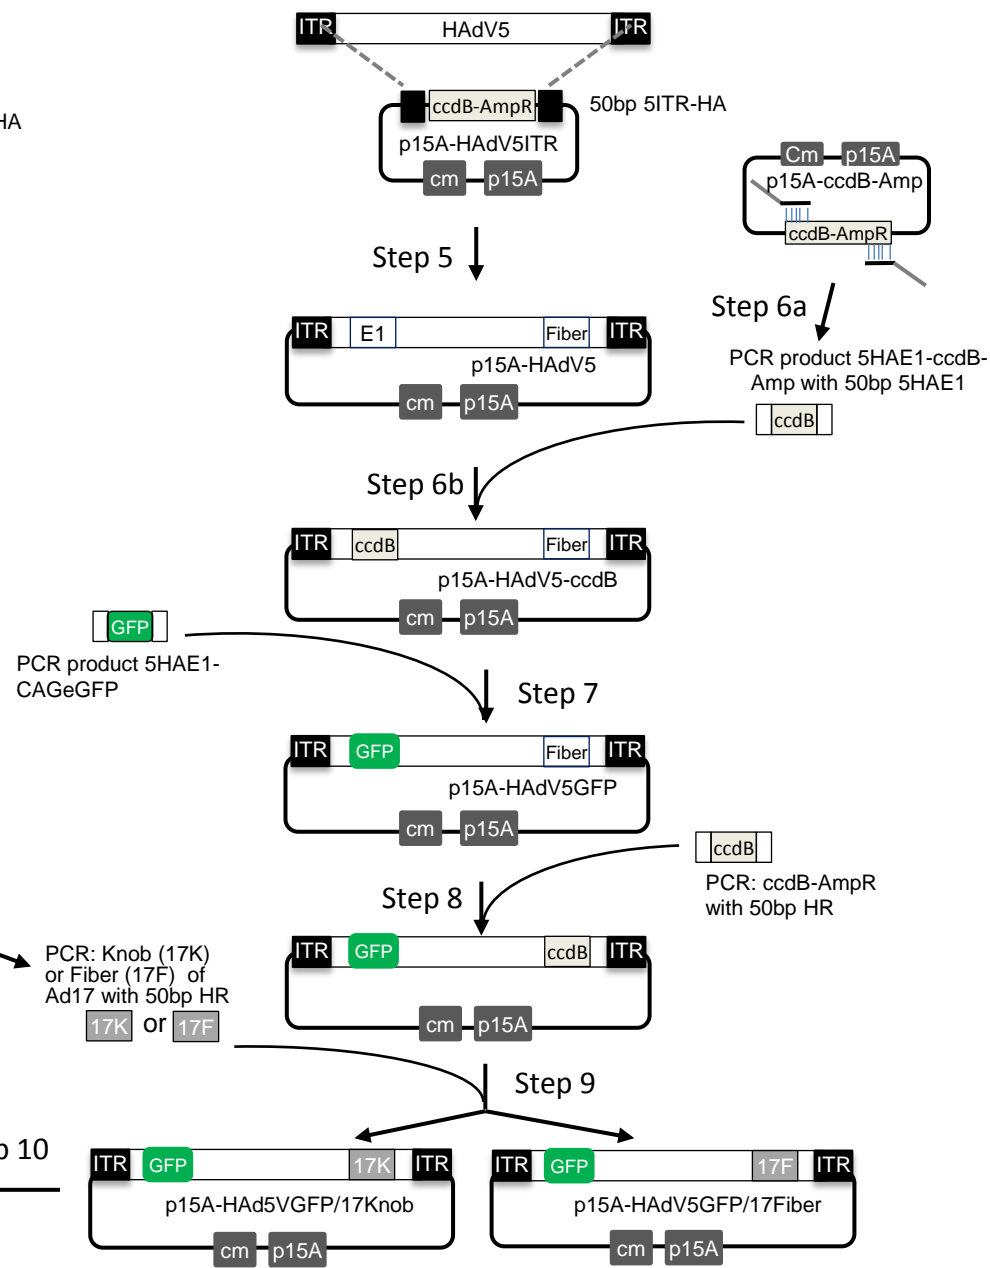 ITR HAdV5 ITR
ccdB-AmpR 50bp 5ITR-HA
HA
p15A-HAdV5ITR
cm p15A
Cm p15A
p15A-ccdB-Amp
ccdB-AmpR
Step 5
Step 6a
ITR E1 Fiber ITR
p15A-HAdV5
cm p15A
PCR product 5HAE1-ccdB-
Amp with 50bp 5HAE1
ccdB
Step 6b
ITR ccdB Fiber ITR
p15A-HAdV5-ccdB
cm p15A
GFP
PCR product 5HAE1-
CAGeGFP
Step 7
ITR GFP Fiber ITR
p15A-HAdV5GFP
cm p15A
ccdB
PCR: ccdB-AmpR
with 50bp HR
Step 8
ITR GFP ccdB ITR
cm p15A
PCR: Knob (17K)
or Fiber (17F) of
Ad17 with 50bp HR
17K or 17F
Step 9
p 10
ITR GFP 17K ITR
p15A-HAd5VGFP/17Knob
cm p15A
ITR GFP 17F ITR
p15A-HAdV5GFP/17Fiber
cm p15A